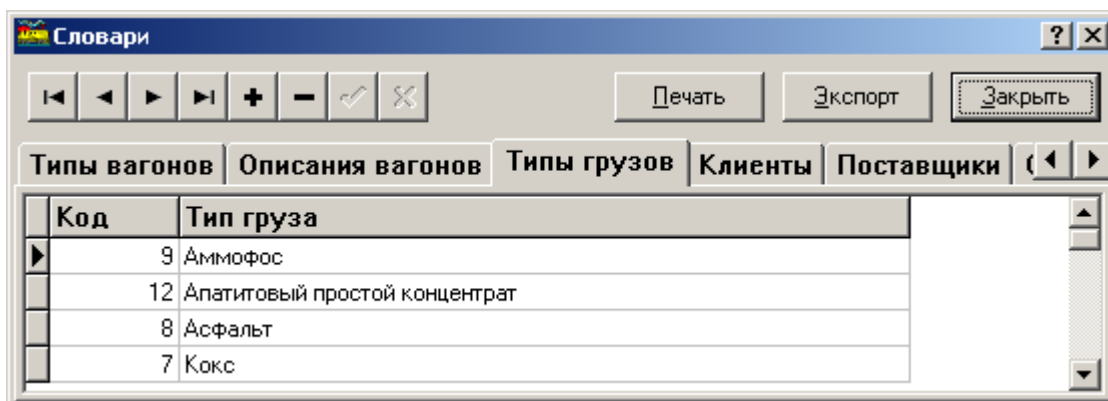 Словари
Печать Экспорт Закрыть
Типы вагонов Описания вагонов Типы грузов Клиенты Поставщики
Код Тип груза
9 Аммофос
12 Апатитовый простой концентрат
8 Асфальт
7 Кокс